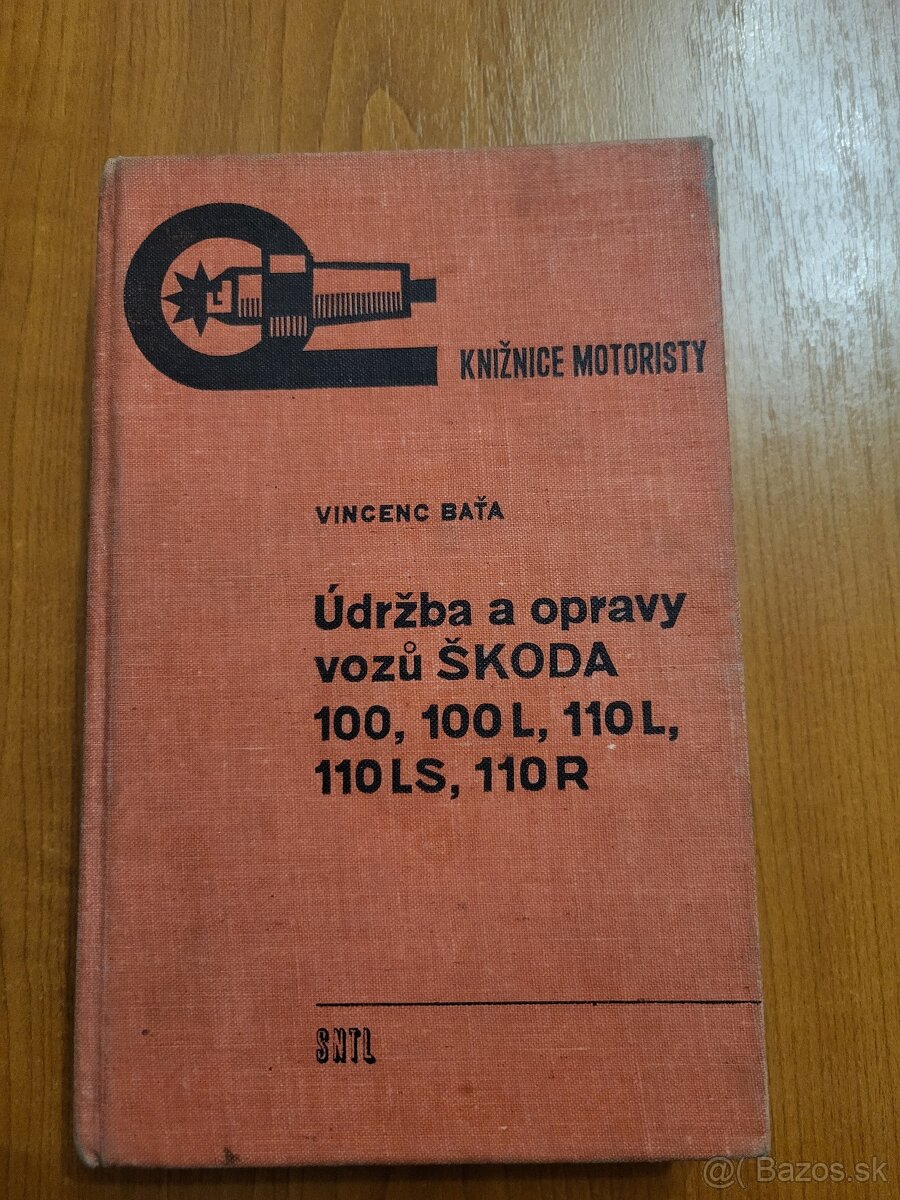 KNIŽNICE MOTORISTY
VINCENC BAŤA
Údržba a opravy
vozů ŠKODA
100, 100 L, 110 L,
110 LS, 110 R
SNTL
@( Bazos.sk